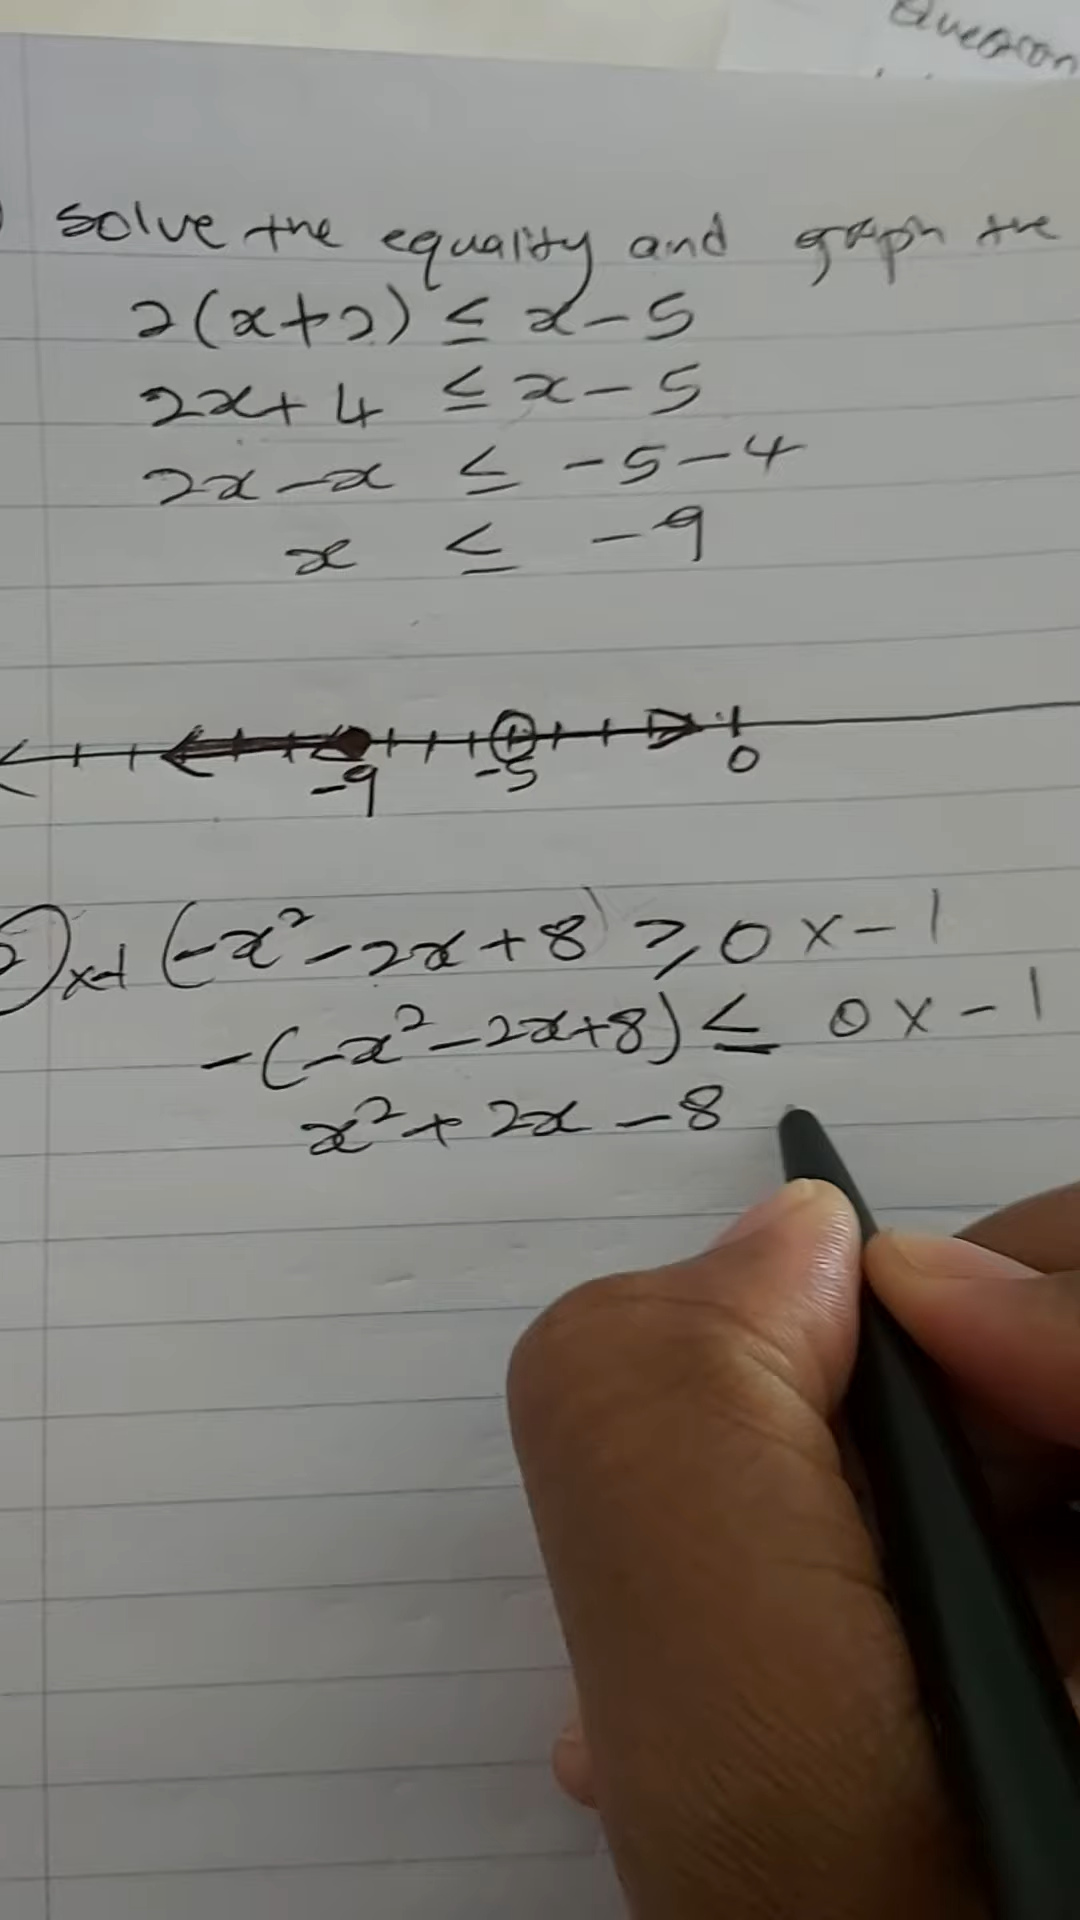 Question
) Solve the equality and graph the
2(x+2) ≤ x-5
2x+4 ≤ x-5
2x-x ≤ -5-4
x ≤ -9
-9 -5 0
2) x-1 (-x²-2x+8) ≥ 0 x-1
-(-x²-2x+8) ≤ 0 x-1
x²+2x-8